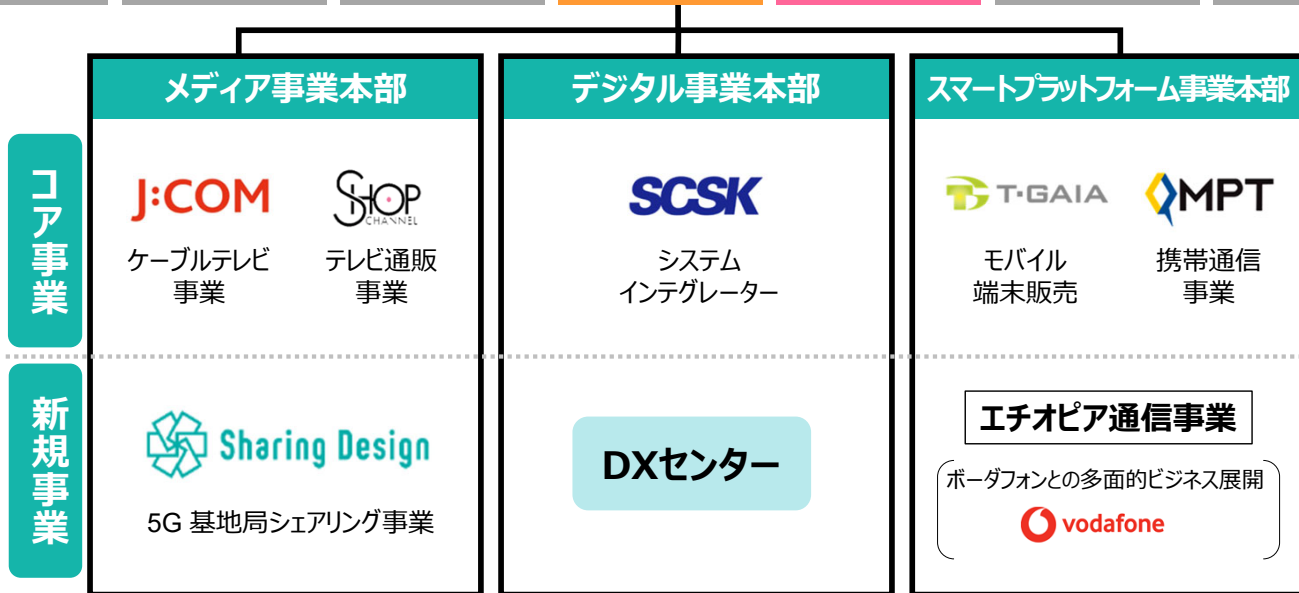 メディア事業本部
デジタル事業本部
スマートプラットフォーム事業本部
コア事業
J:COM
SHOP
CHANNEL
ケーブルテレビ
事業
テレビ通販
事業
SCSK
システム
インテグレーター
T-GAIA
MPT
モバイル
端末販売
携帯通信
事業
新規事業
Sharing Design
5G 基地局シェアリング事業
DXセンター
エチオピア通信事業
ボーダフォンとの多面的ビジネス展開
vodafone